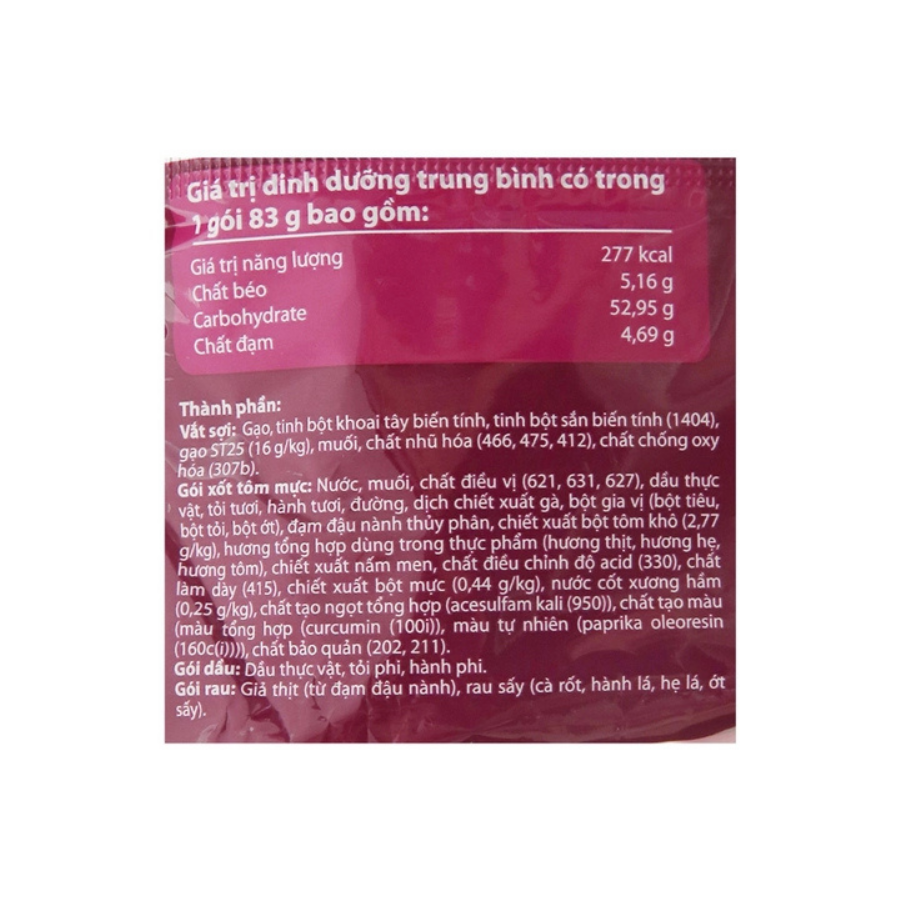 Giá trị dinh dưỡng trung bình có trong
1 gói 83 g bao gồm:
Giá trị năng lượng 277 kcal
Chất béo 5,16 g
Carbohydrate 52,95 g
Chất đạm 4,69 g
Thành phần:
Vắt sợi: Gạo, tinh bột khoai tây biến tính, tinh bột sắn biến tính (1404),
gạo ST25 (16 g/kg), muối, chất nhũ hóa (466, 475, 412), chất chống oxy
hóa (307b).
Gói xốt tôm mực: Nước, muối, chất điều vị (621, 631, 627), dầu thực
vật, tỏi tươi, hành tươi, đường, dịch chiết xuất gà, bột gia vị (bột tiêu,
bột tỏi, bột ớt), đạm đậu nành thủy phân, chiết xuất bột tôm khô (2,77
g/kg), hương tổng hợp dùng trong thực phẩm (hương thịt, hương hẹ,
hương tôm), chiết xuất nấm men, chất điều chỉnh độ acid (330), chất
làm dày (415), chiết xuất bột mực (0,44 g/kg), nước cốt xương hầm
(0,25 g/kg), chất tạo ngọt tổng hợp (acesulfam kali (950)), chất tạo màu
(màu tổng hợp (curcumin (100i)), màu tự nhiên (paprika oleoresin
(160c(i)))), chất bảo quản (202, 211).
Gói dầu: Dầu thực vật, tỏi phi, hành phi.
Gói rau: Giả thịt (từ đạm đậu nành), rau sấy (cà rốt, hành lá, hẹ lá, ớt
sấy).